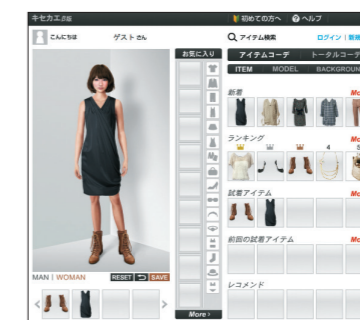 キセカエβ版
初めての方へ
ヘルプ
こんにちは ゲスト さん
アイテム検索
ログイン | 新規
お気に入り
アイテムコーデ
トータルコーデ
ITEM
MODEL
BACKGROUN
新着
Mo
ランキング
Mo
4
試着アイテム
Mo
前回の試着アイテム
Mo
レコメンド
MAN | WOMAN
RESET
SAVE
More›